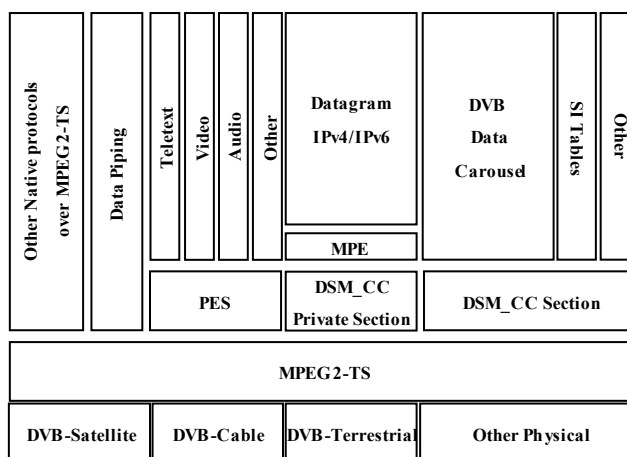 Other Native protocols
over MPEG2-TS
Data Piping
Teletext
Video
Audio
Other
Datagram
IPv4/IPv6
MPE
DVB
Data
Carousel
SI Tables
Other
PES
DSM_CC
Private Section
DSM_CC Section
MPEG2-TS
DVB-Satellite
DVB-Cable
DVB-Terrestrial
Other Physical